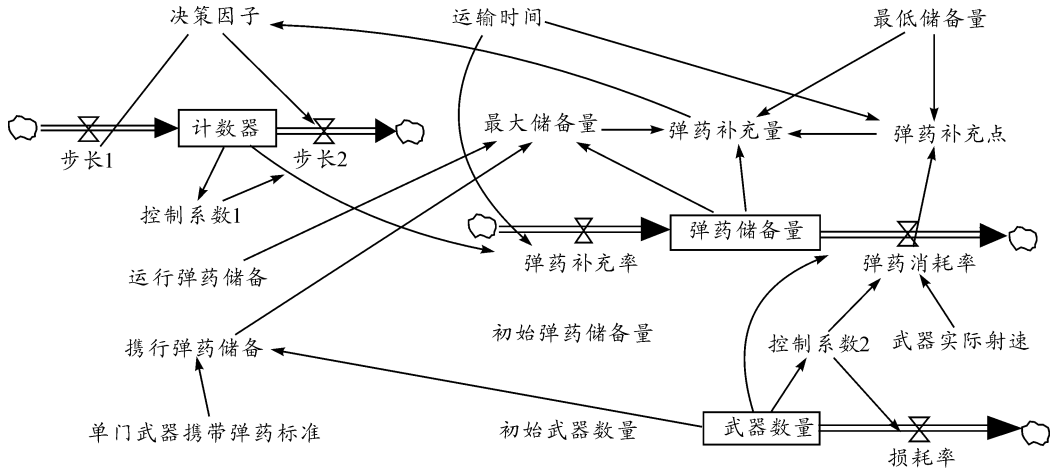 决策因子
运输时间
最低储备量
计数器
最大储备量
弹药补充量
弹药补充点
步长1
步长2
控制系数1
弹药储备量
运行弹药储备
弹药补充率
弹药消耗率
初始弹药储备量
携行弹药储备
控制系数2
武器实际射速
单门武器携带弹药标准
初始武器数量
武器数量
损耗率